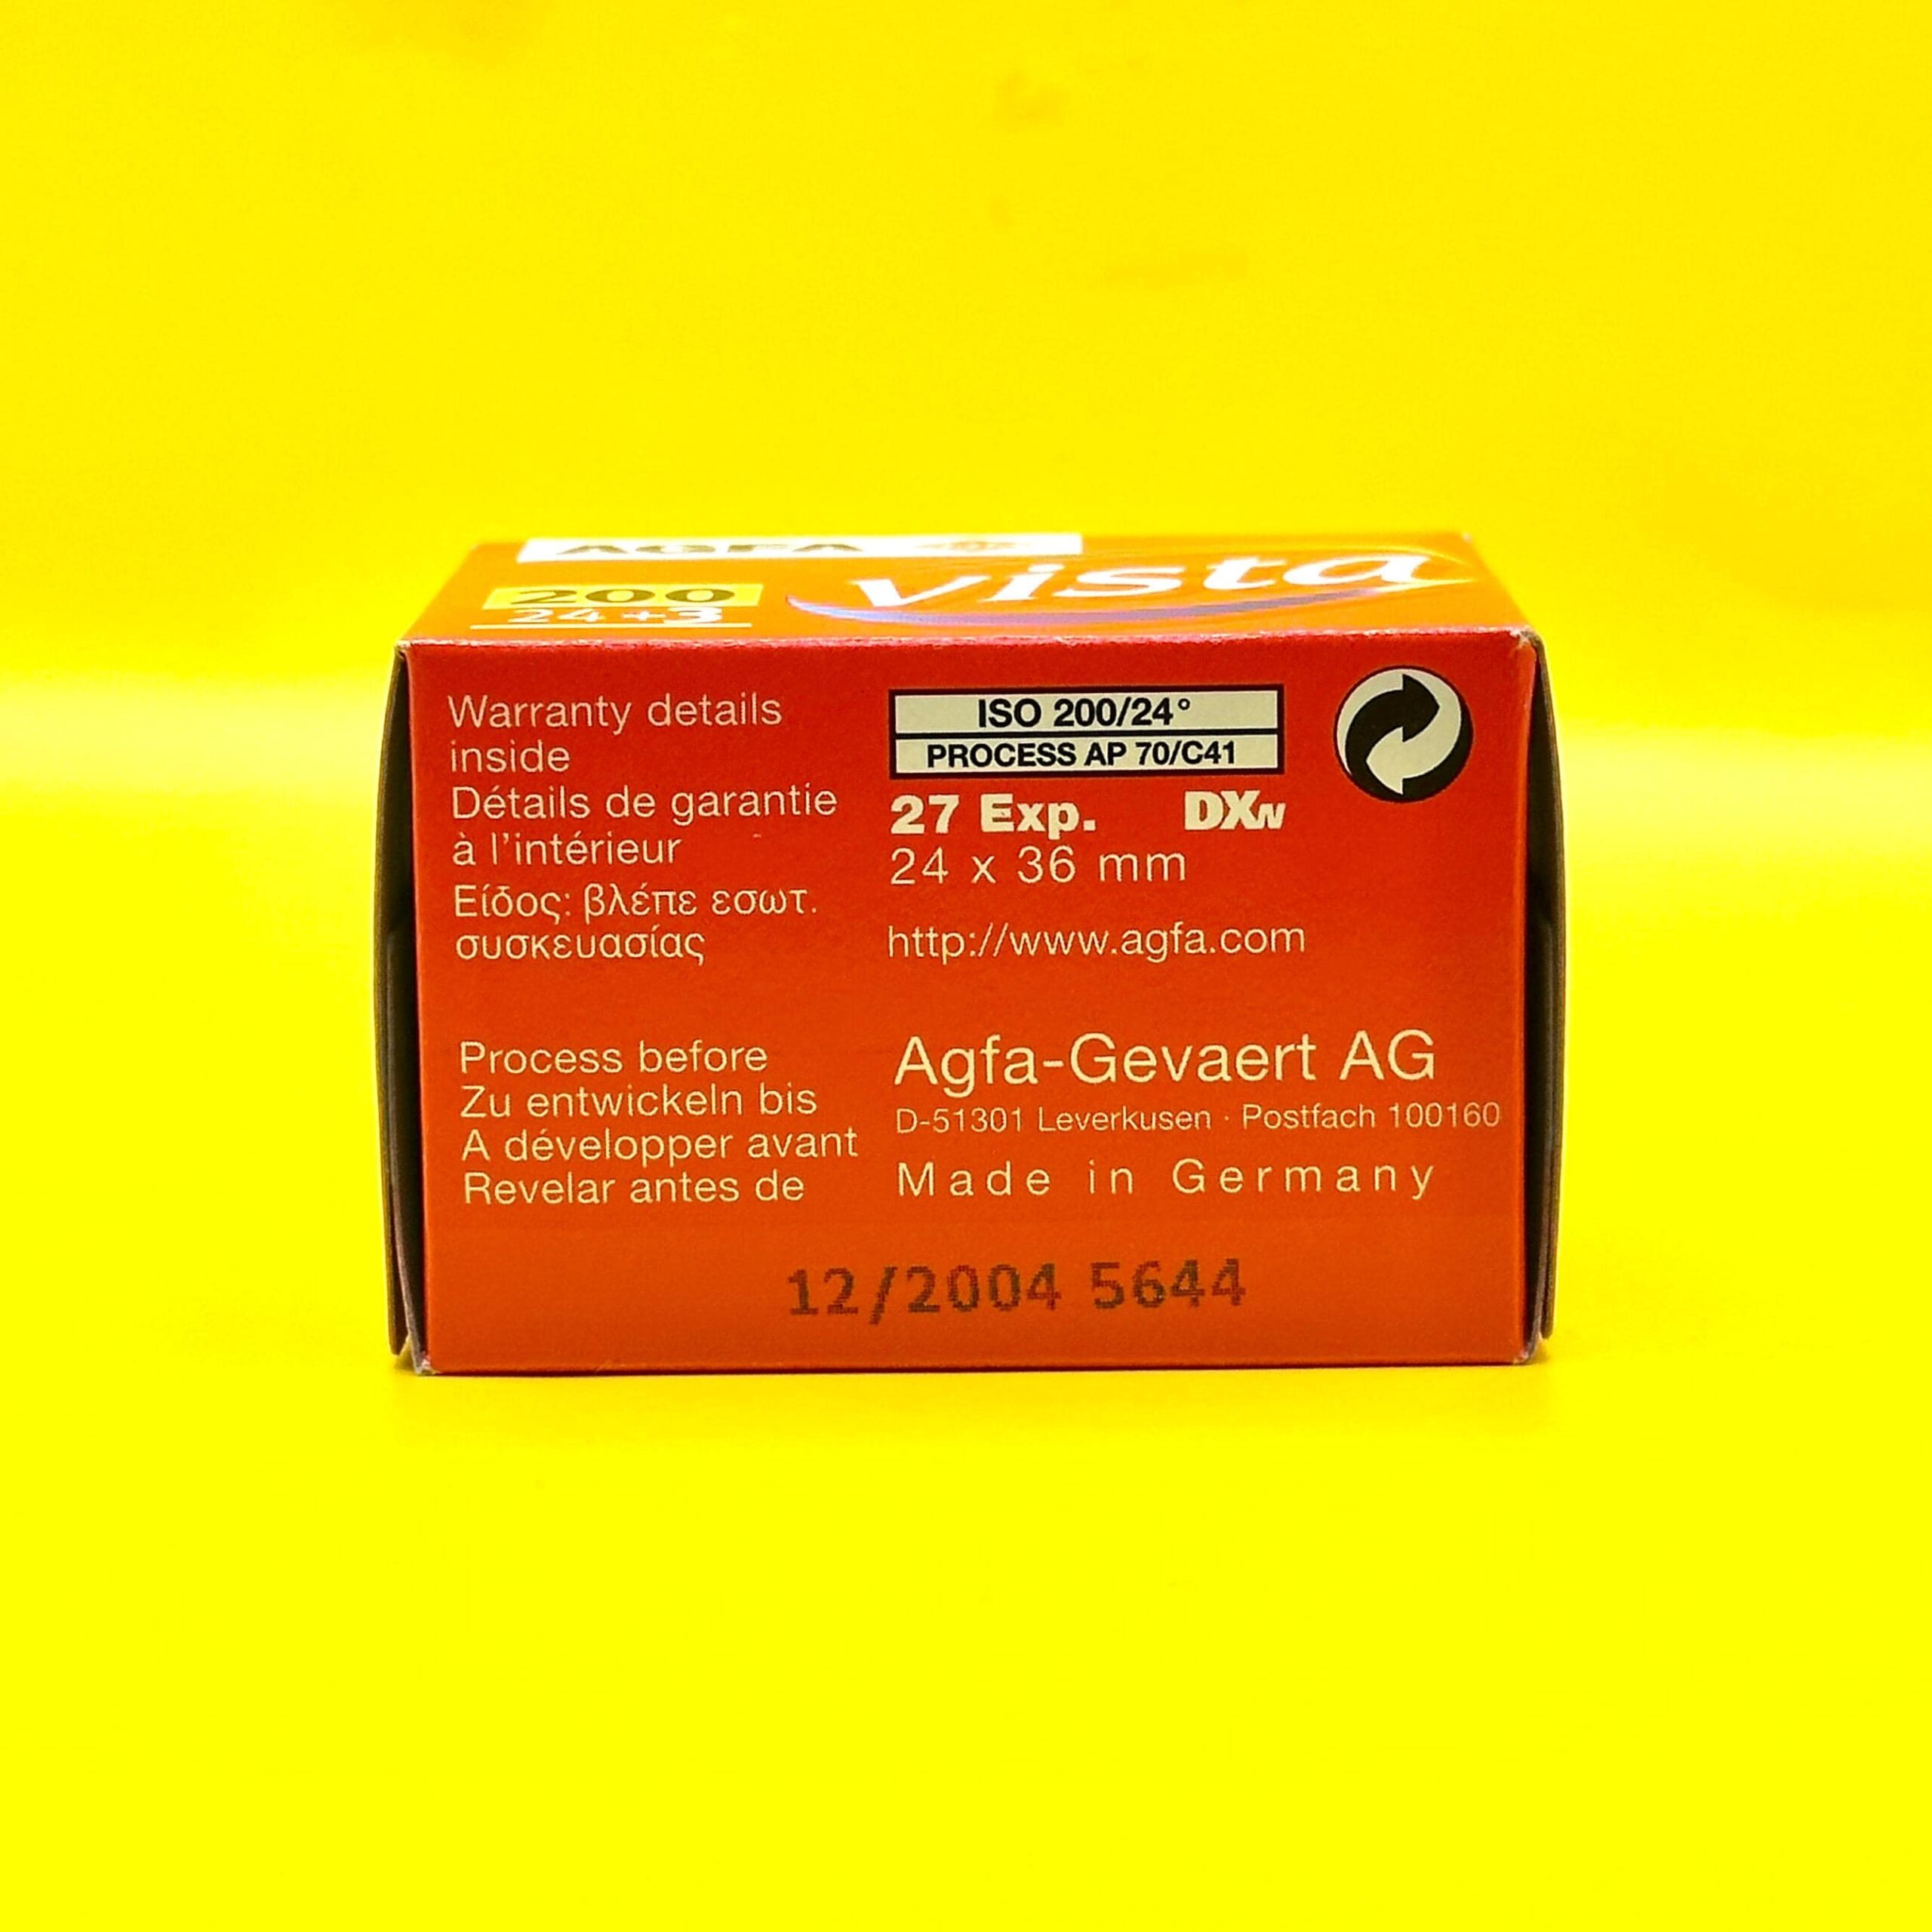 AGFA
vista
200
24+3
Warranty details
inside
Détails de garantie
à l'intérieur
Είδος: βλέπε εσωτ.
συσκευασίας
Process before
Zu entwickeln bis
A développer avant
Revelar antes de
ISO 200/24°
PROCESS AP 70/C41
27 Exp. DXN
24 x 36 mm
http://www.agfa.com
Agfa-Gevaert AG
D-51301 Leverkusen · Postfach 100160
Made in Germany
12/2004 5644